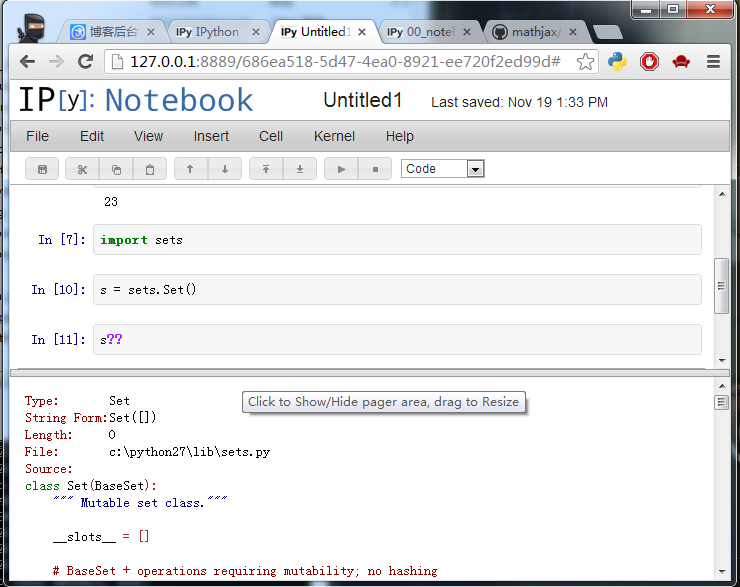 博客后台
IPy IPython
IPy Untitled1
IPy 00_notel
mathjax/
127.0.0.1:8889/686ea518-5d47-4ea0-8921-ee720f2ed99d#
IP[y]: Notebook Untitled1 Last saved: Nov 19 1:33 PM
File Edit View Insert Cell Kernel Help
Code
23
In [7]: import sets
In [10]: s = sets.Set()
In [11]: s??
Click to Show/Hide pager area, drag to Resize
Type: Set
String Form:Set([])
Length: 0
File: c:\python27\lib\sets.py
Source:
class Set(BaseSet):
""" Mutable set class."""
__slots__ = []
# BaseSet + operations requiring mutability; no hashing